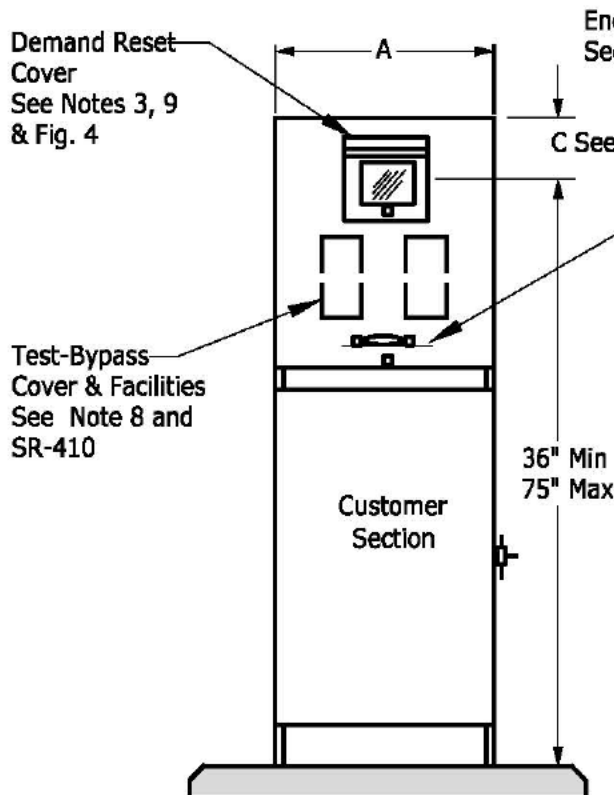 Demand Reset
Cover
See Notes 3, 9
& Fig. 4
A
C See
Test-Bypass
Cover & Facilities
See Note 8 and
SR-410
36" Min
75" Max
Customer
Section